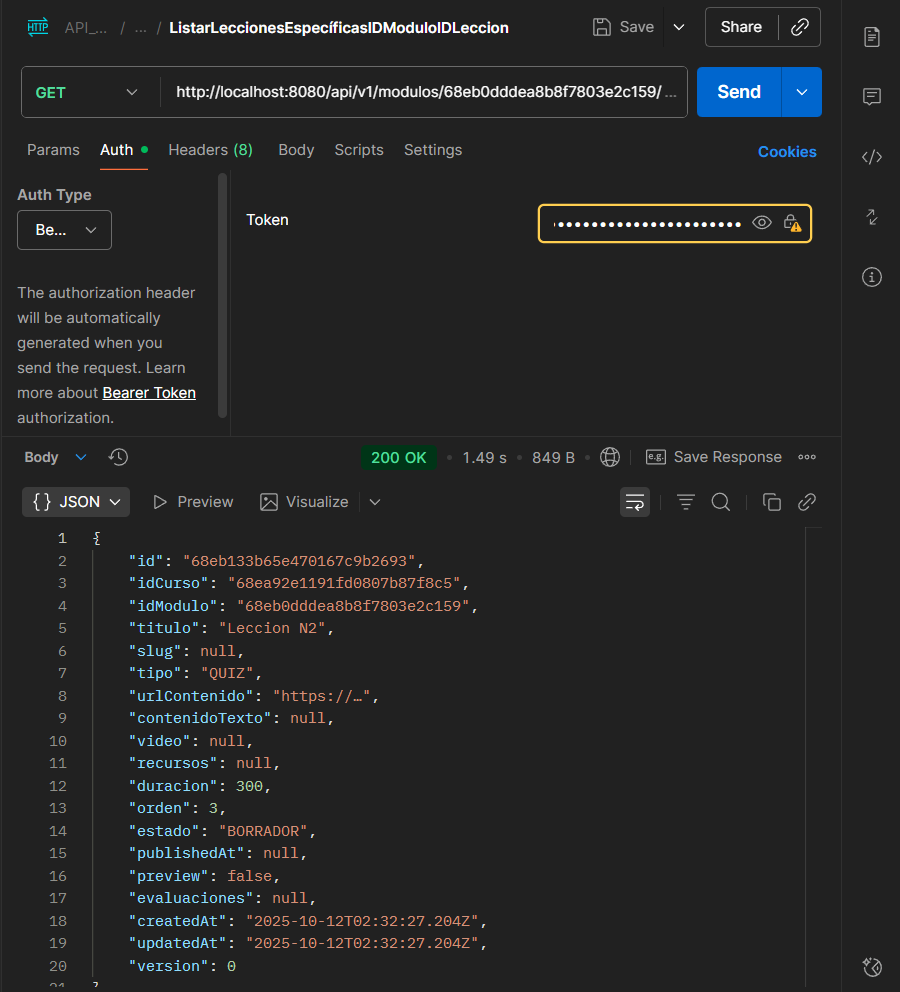 HTTP API_... / ... / ListarLeccionesEspecíficasIDModuloIDLeccion Save Share
GET http://localhost:8080/api/v1/modulos/68eb0dddea8b8f7803e2c159/ ... Send
Params Auth Headers (8) Body Scripts Settings Cookies
Auth Type
Be...
Token
The authorization header
will be automatically
generated when you
send the request. Learn
more about Bearer Token
authorization.
Body 200 OK • 1.49 s • 849 B • e.g. Save Response
{} JSON Preview Visualize
1 {
2 "id": "68eb133b65e470167c9b2693",
3 "idCurso": "68ea92e1191fd0807b87f8c5",
4 "idModulo": "68eb0dddea8b8f7803e2c159",
5 "titulo": "Leccion N2",
6 "slug": null,
7 "tipo": "QUIZ",
8 "urlContenido": "https://…",
9 "contenidoTexto": null,
10 "video": null,
11 "recursos": null,
12 "duracion": 300,
13 "orden": 3,
14 "estado": "BORRADOR",
15 "publishedAt": null,
16 "preview": false,
17 "evaluaciones": null,
18 "createdAt": "2025-10-12T02:32:27.204Z",
19 "updatedAt": "2025-10-12T02:32:27.204Z",
20 "version": 0
21 }